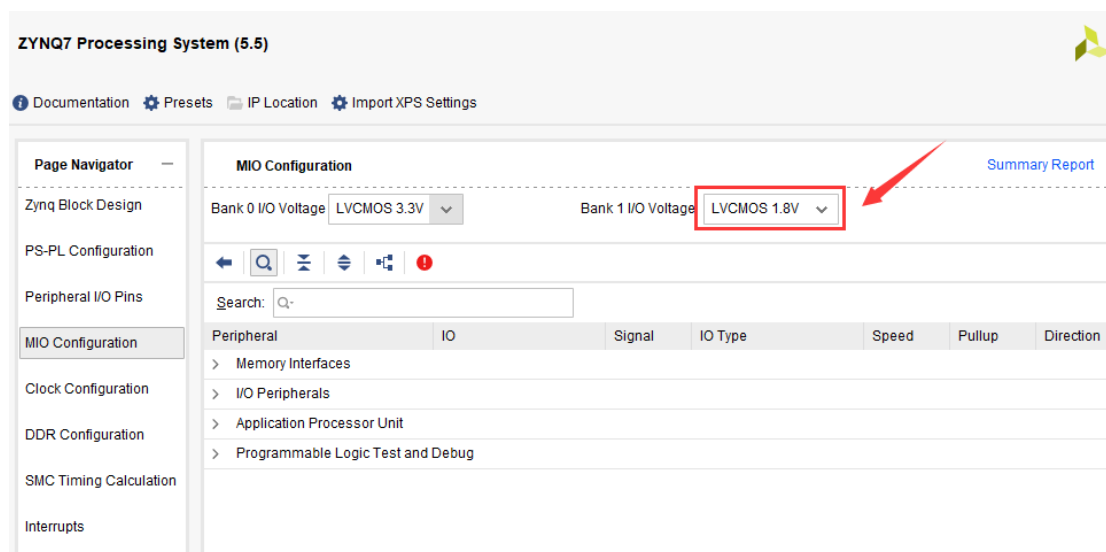 ZYNQ7 Processing System (5.5)
Documentation Presets IP Location Import XPS Settings
Page Navigator
Zynq Block Design
PS-PL Configuration
Peripheral I/O Pins
MIO Configuration
Clock Configuration
DDR Configuration
SMC Timing Calculation
Interrupts
MIO Configuration Summary Report
Bank 0 I/O Voltage LVCMOS 3.3V Bank 1 I/O Voltage LVCMOS 1.8V
Search:
Peripheral IO Signal IO Type Speed Pullup Direction
Memory Interfaces
I/O Peripherals
Application Processor Unit
Programmable Logic Test and Debug